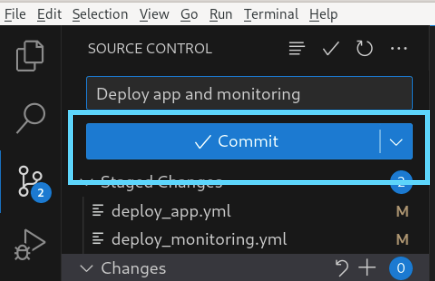 File Edit Selection View Go Run Terminal Help
SOURCE CONTROL
Deploy app and monitoring
Commit
Staged Changes 2
2
deploy_app.yml M
deploy_monitoring.yml M
Changes 0